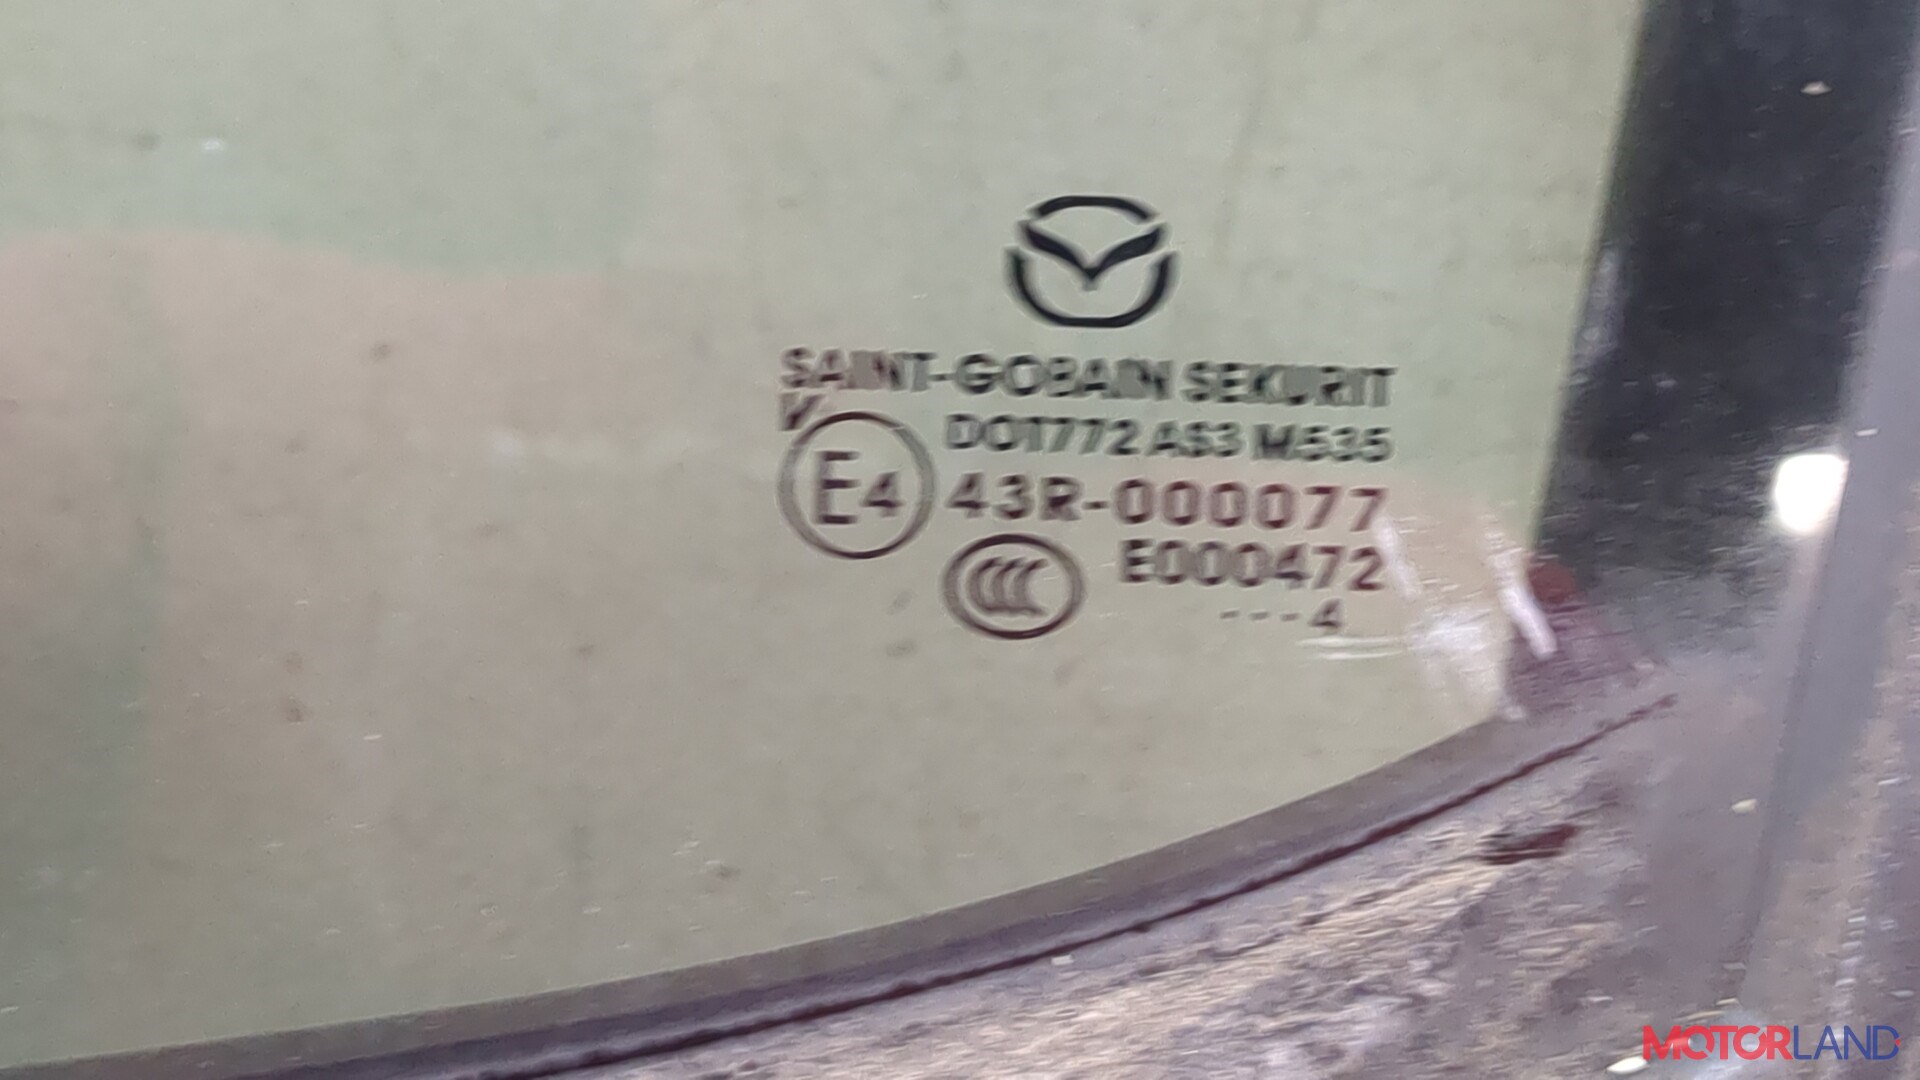 SAINT-GOBAIN SEKURIT
V
DOT772 AS3 M535
E4 43R-000077
CCC E000472
---4
MOTORLAND